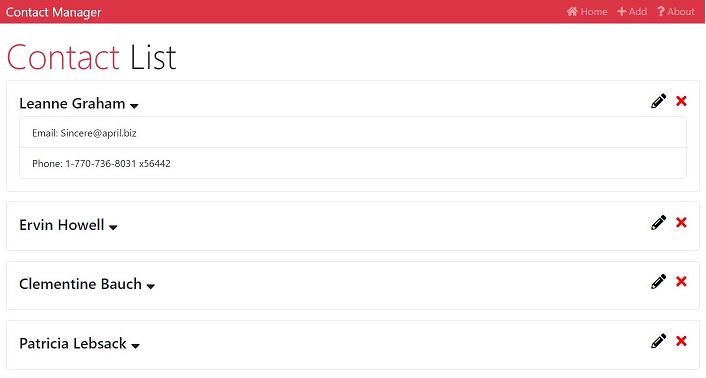 Contact Manager
Home Add ? About
Contact List
Leanne Graham
Email: Sincere@april.biz
Phone: 1-770-736-8031 x56442
Ervin Howell
Clementine Bauch
Patricia Lebsack